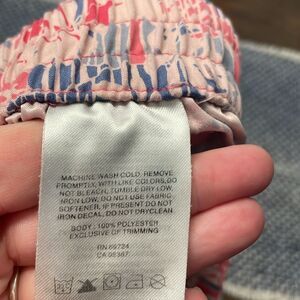 MACHINE WASH COLD, REMOVE
PROMPTLY, WITH LIKE COLORS, DO
NOT BLEACH, TUMBLE DRY LOW,
IRON LOW, DO NOT USE FABRIC
SOFTENER, IF PRESENT DO NOT
IRON DECAL, DO NOT DRYCLEAN
BODY: 100% POLYESTER
EXCLUSIVE OF TRIMMING
RN 69724
CA 05367